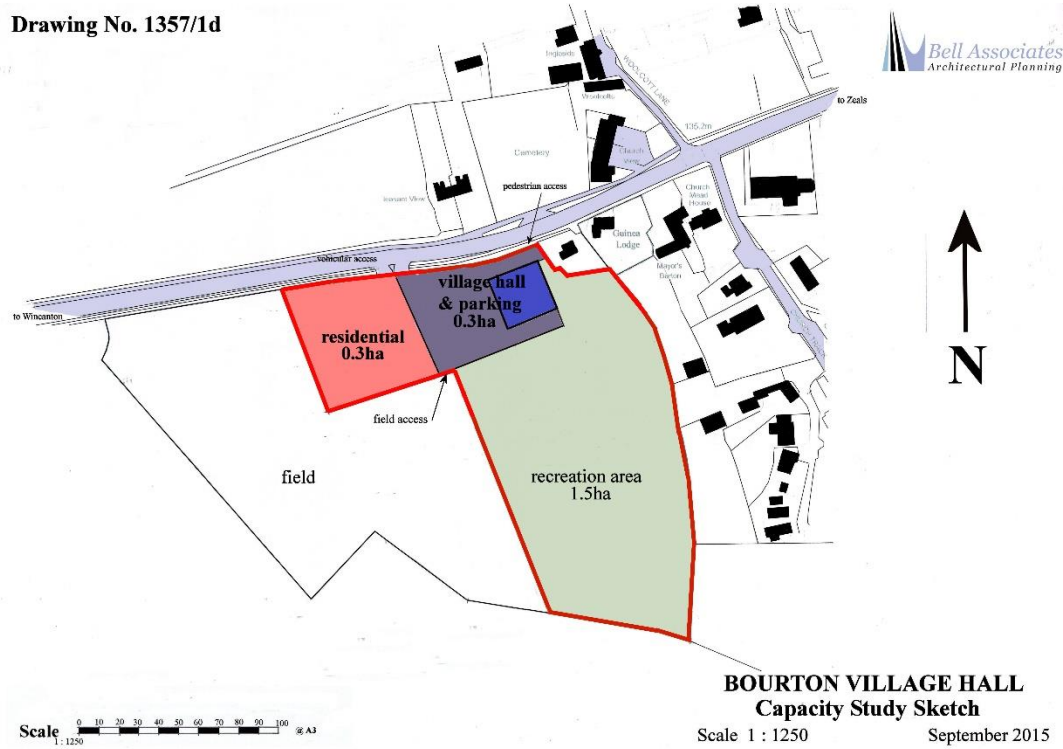 Drawing No. 1357/1d
Bell Associates
Architectural Planning
to Zeals
WOOLCOTT LANE
135.2m
Cemetery
Church
View
pedestrian access
Church
Mead
House
Guinea
Lodge
vehicular access
village hall
& parking
0.3ha
to Wincanton
residential
0.3ha
field access
N
field
recreation area
1.5ha
BOURTON VILLAGE HALL
Capacity Study Sketch
Scale 1 : 1250 September 2015
Scale 0 10 20 30 40 50 60 70 80 90 100 @ A3
1 : 1250